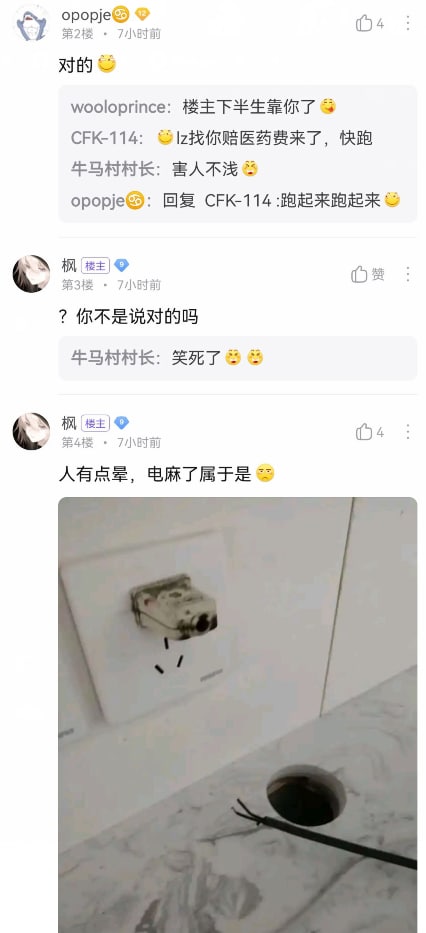 opopje♋ 12
第2楼 • 7小时前
4
对的
wooloprince：楼主下半生靠你了
CFK-114：lz找你赔医药费来了，快跑
牛马村村长：害人不浅
opopje♋：回复 CFK-114 :跑起来跑起来
枫 楼主 9
第3楼 • 7小时前
赞
？你不是说对的吗
牛马村村长：笑死了
枫 楼主 9
第4楼 • 7小时前
4
人有点晕，电麻了属于是